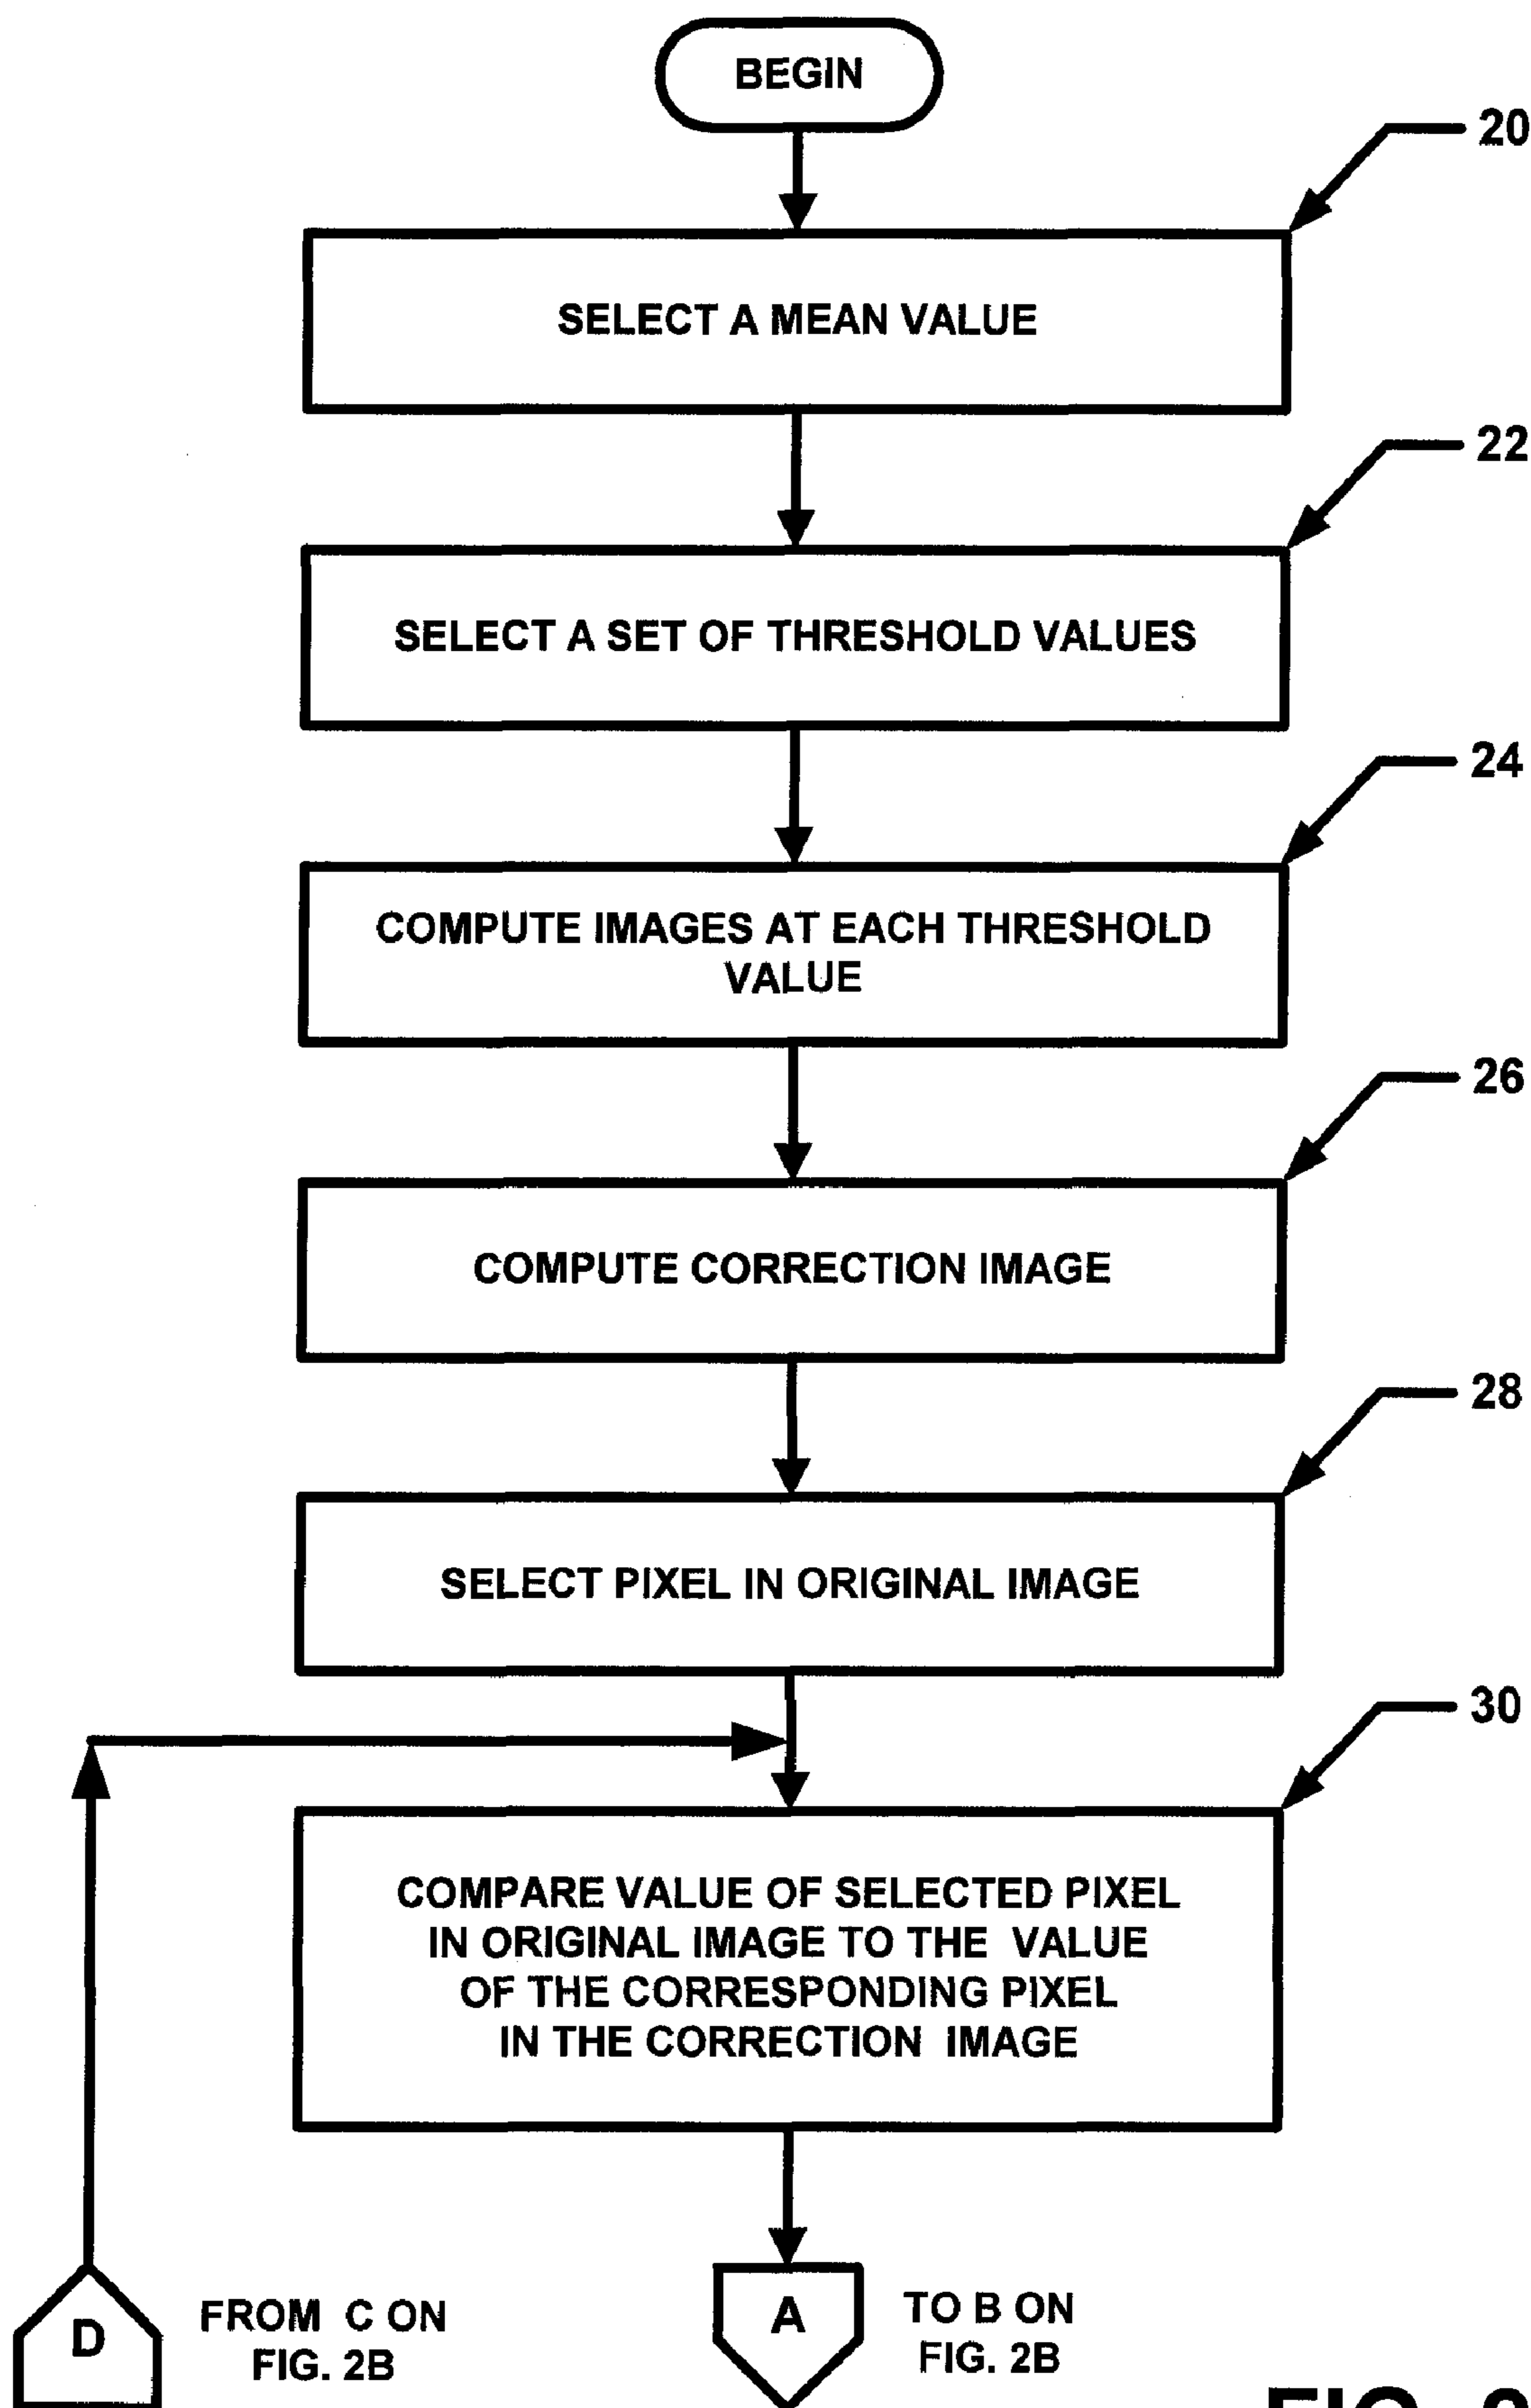 BEGIN
20
SELECT A MEAN VALUE
22
SELECT A SET OF THRESHOLD VALUES
24
COMPUTE IMAGES AT EACH THRESHOLD
VALUE
26
COMPUTE CORRECTION IMAGE
28
SELECT PIXEL IN ORIGINAL IMAGE
30
COMPARE VALUE OF SELECTED PIXEL
IN ORIGINAL IMAGE TO THE VALUE
OF THE CORRESPONDING PIXEL
IN THE CORRECTION IMAGE
D
FROM C ON
FIG. 2B
A
TO B ON
FIG. 2B